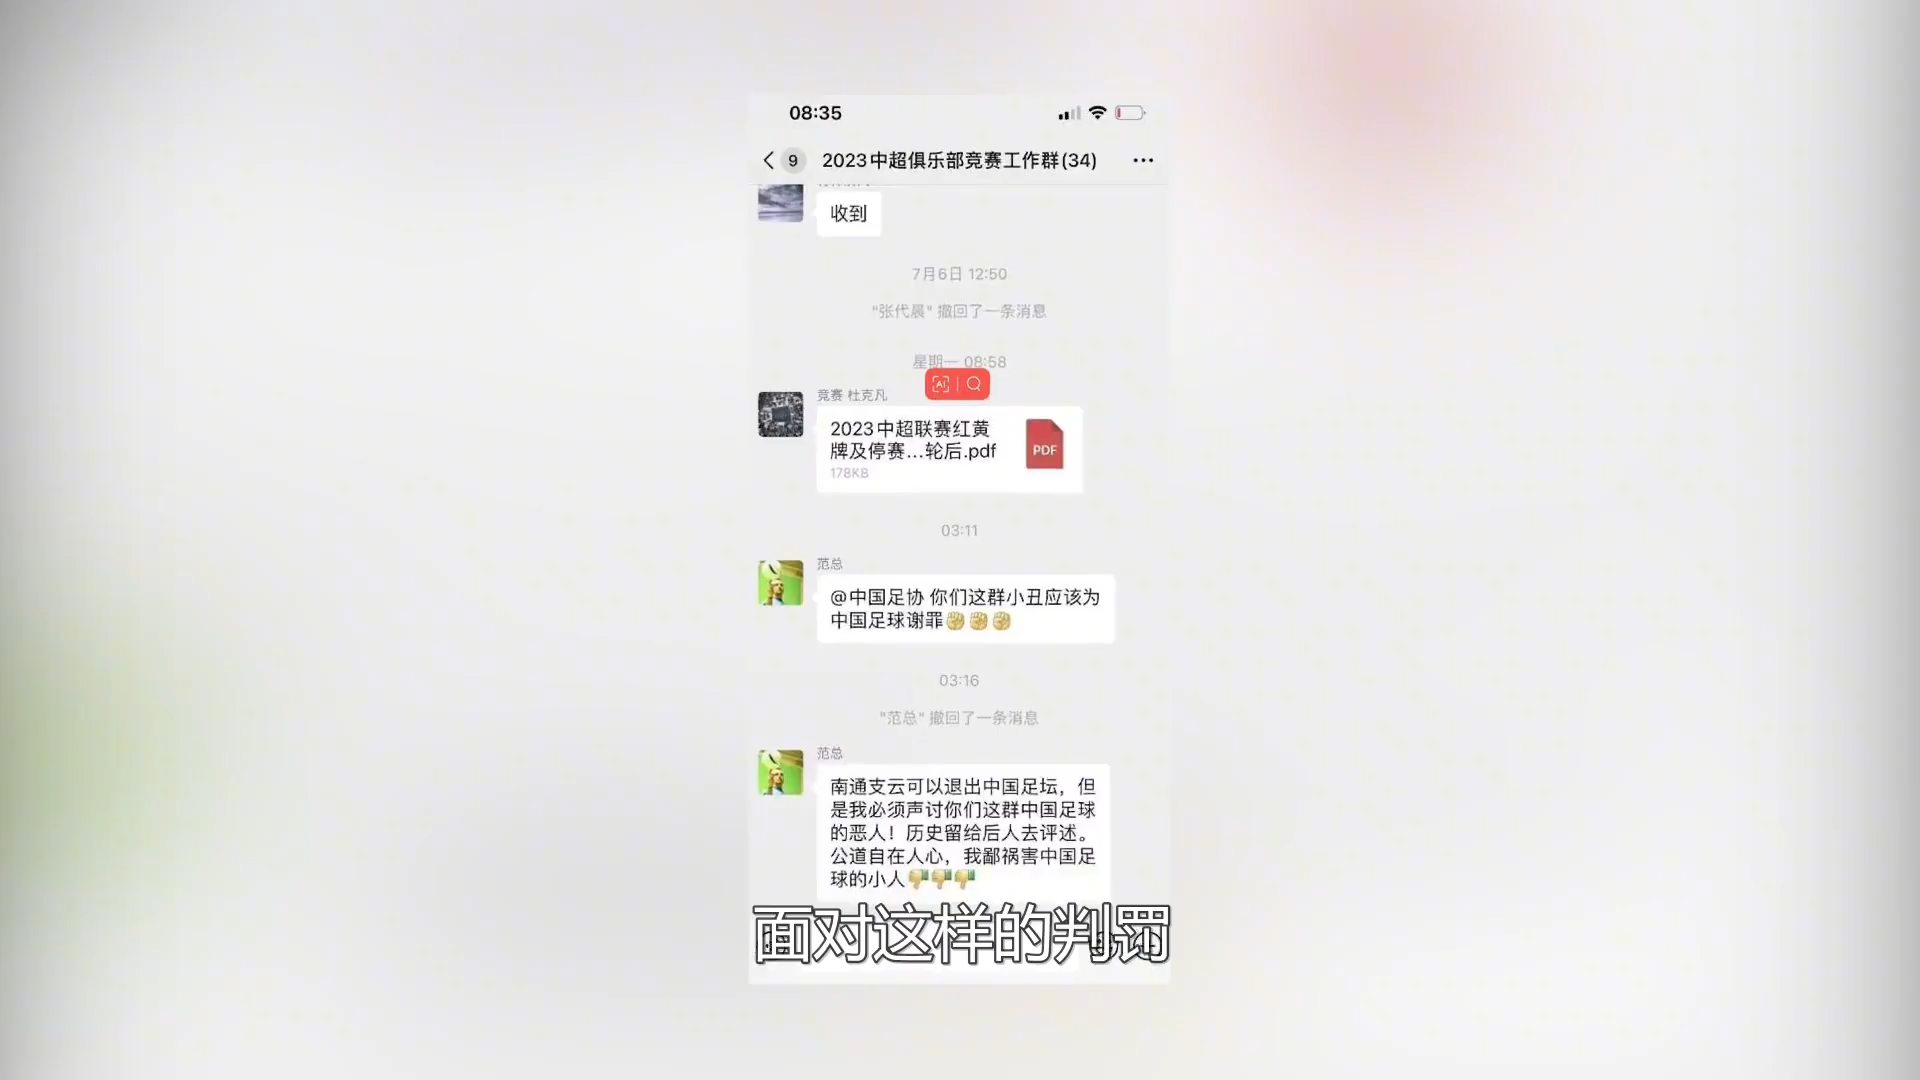 08:35
9
2023中超俱乐部竞赛工作群(34)
收到
7月6日 12:50
"张代晨" 撤回了一条消息
星期一 08:58
AI
竞赛 杜克凡
2023中超联赛红黄
牌及停赛...轮后.pdf
178KB
PDF
03:11
范总
@中国足协 你们这群小丑应该为
中国足球谢罪✊✊✊
03:16
"范总" 撤回了一条消息
范总
南通支云可以退出中国足坛，但
是我必须声讨你们这群中国足球
的恶人！历史留给后人去评述。
公道自在人心，我鄙祸害中国足
球的小人👎👎👎
面对这样的判罚